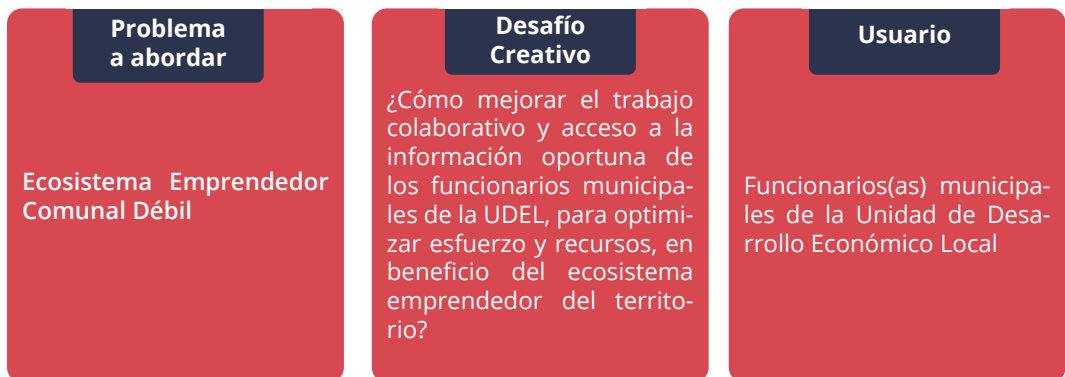 Problema
a abordar
Ecosistema Emprendedor
Comunal Débil
Desafío
Creativo
¿Cómo mejorar el trabajo
colaborativo y acceso a la
información oportuna de
los funcionarios municipa-
les de la UDEL, para optimi-
zar esfuerzo y recursos, en
beneficio del ecosistema
emprendedor del territo-
rio?
Usuario
Funcionarios(as) municipa-
les de la Unidad de Desa-
rrollo Económico Local